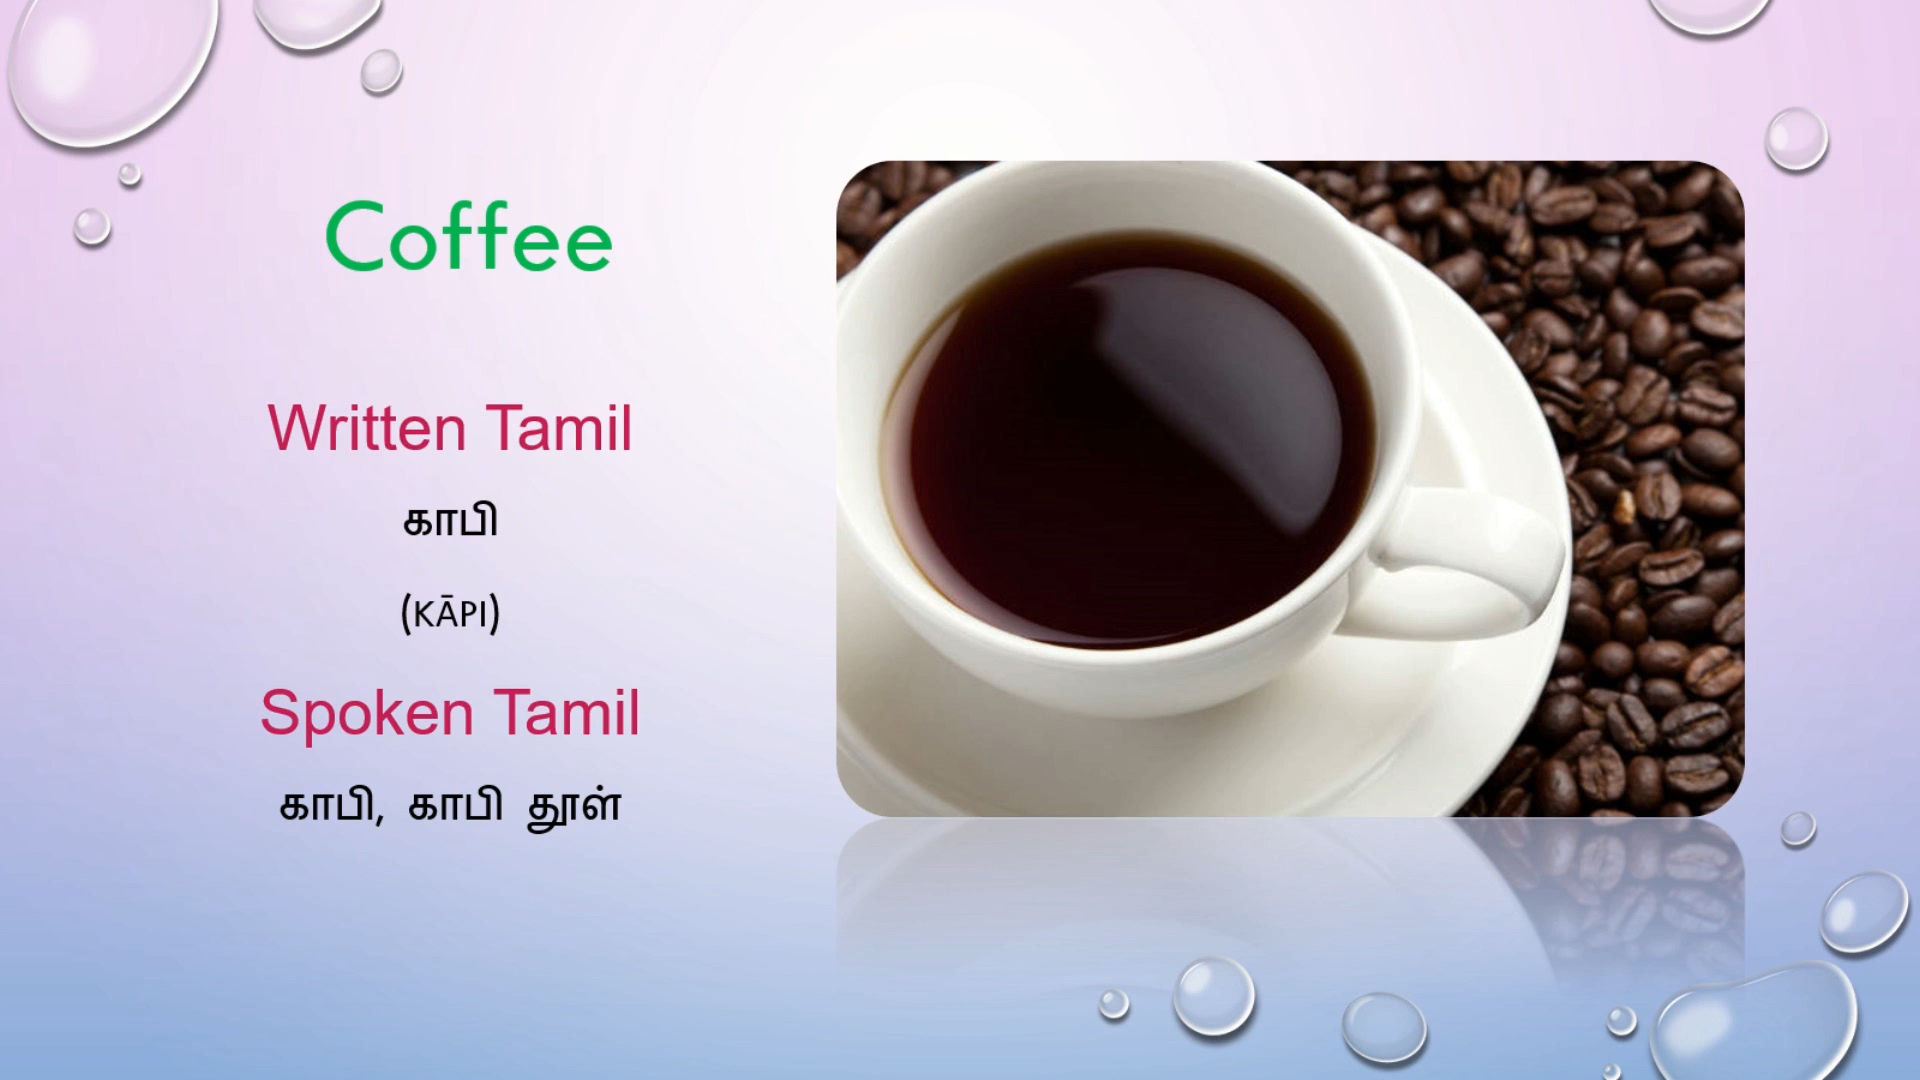 Coffee
Written Tamil
காபி
(KĀPI)
Spoken Tamil
காபி, காபி தூள்